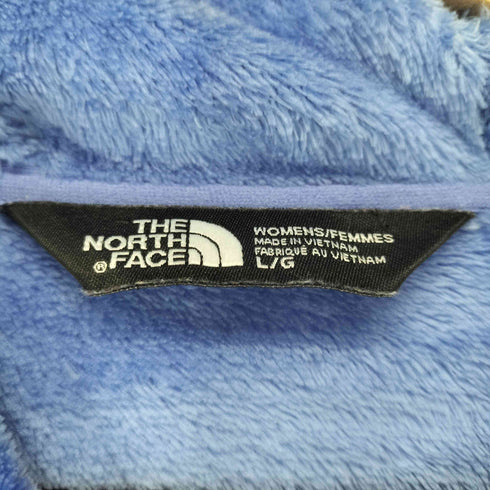 THE
NORTH
FACE®
WOMENS/FEMMES
MADE IN VIETNAM
FABRIQUÉ AU VIETNAM
L/G